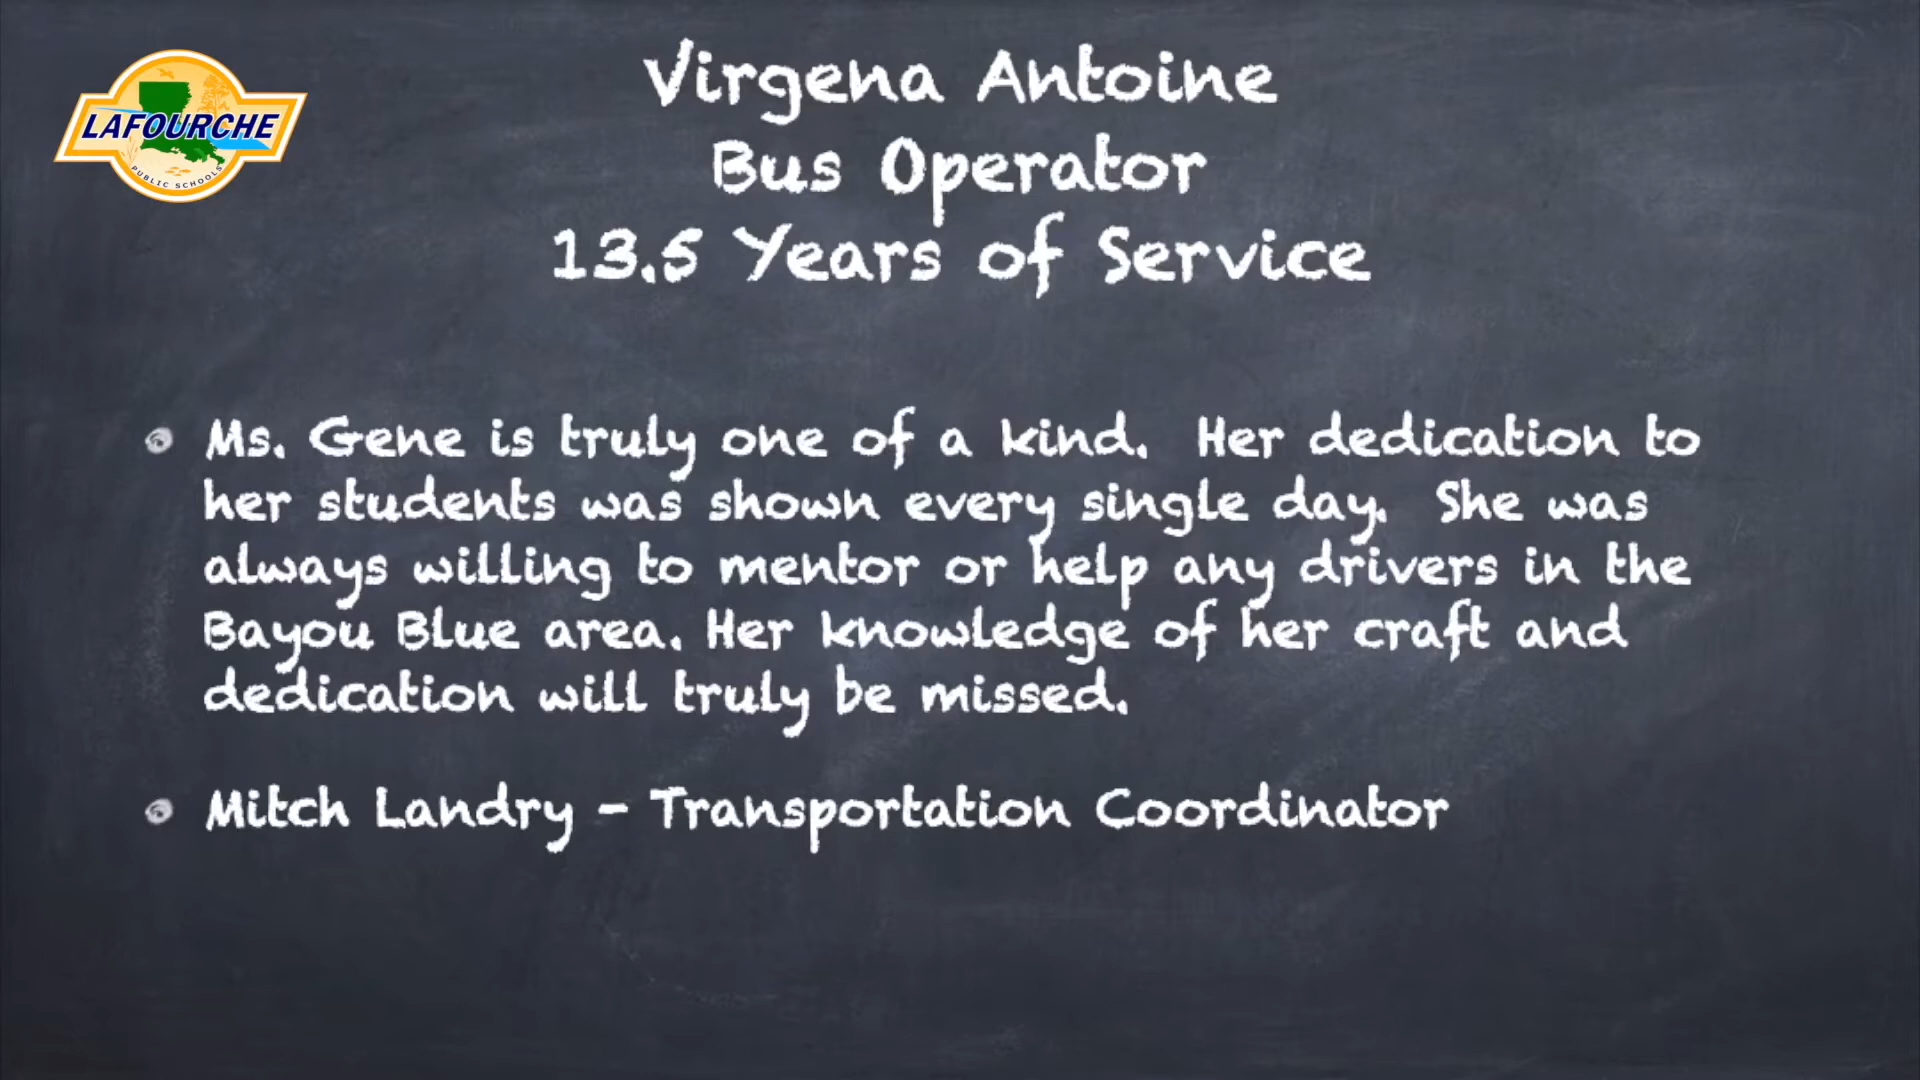 LAFOURCHE
PUBLIC SCHOOLS
Virgena Antoine
Bus Operator
13.5 Years of Service
Ms. Gene is truly one of a kind. Her dedication to
her students was shown every single day. She was
always willing to mentor or help any drivers in the
Bayou Blue area. Her knowledge of her craft and
dedication will truly be missed.
Mitch Landry - Transportation Coordinator